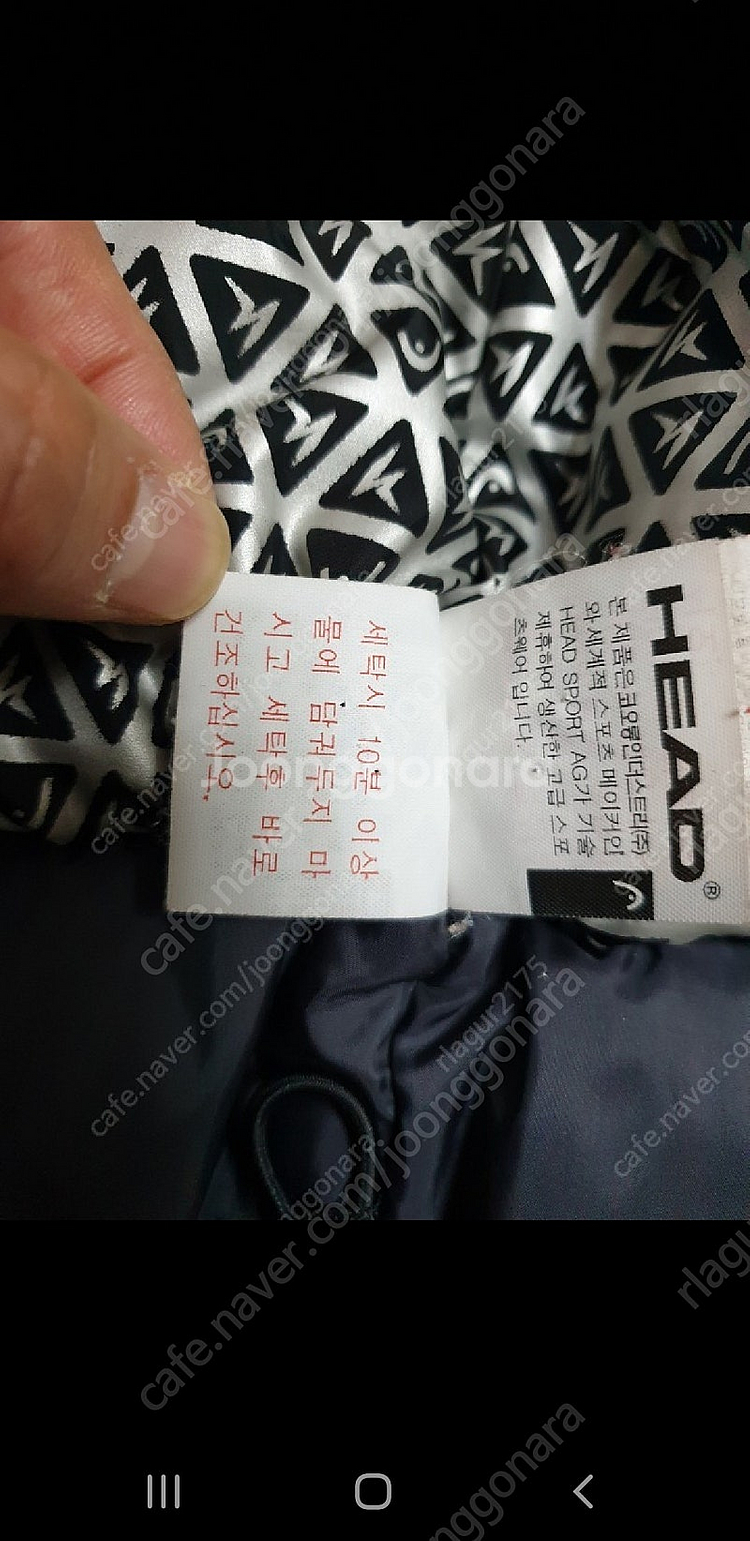 HEAD®
본 제품은 코오롱인더스트리(주)
와 세계적 스포츠 메이커인
HEAD SPORT AG가 기술
제휴하여 생산한 고급 스포
츠웨어 입니다.
세탁시 10분 이상
물에 담궈두지 마
시고 세탁후 바로
건조하십시우.
joonggonara
cafe.naver.com/joonggonara
rlagur2175